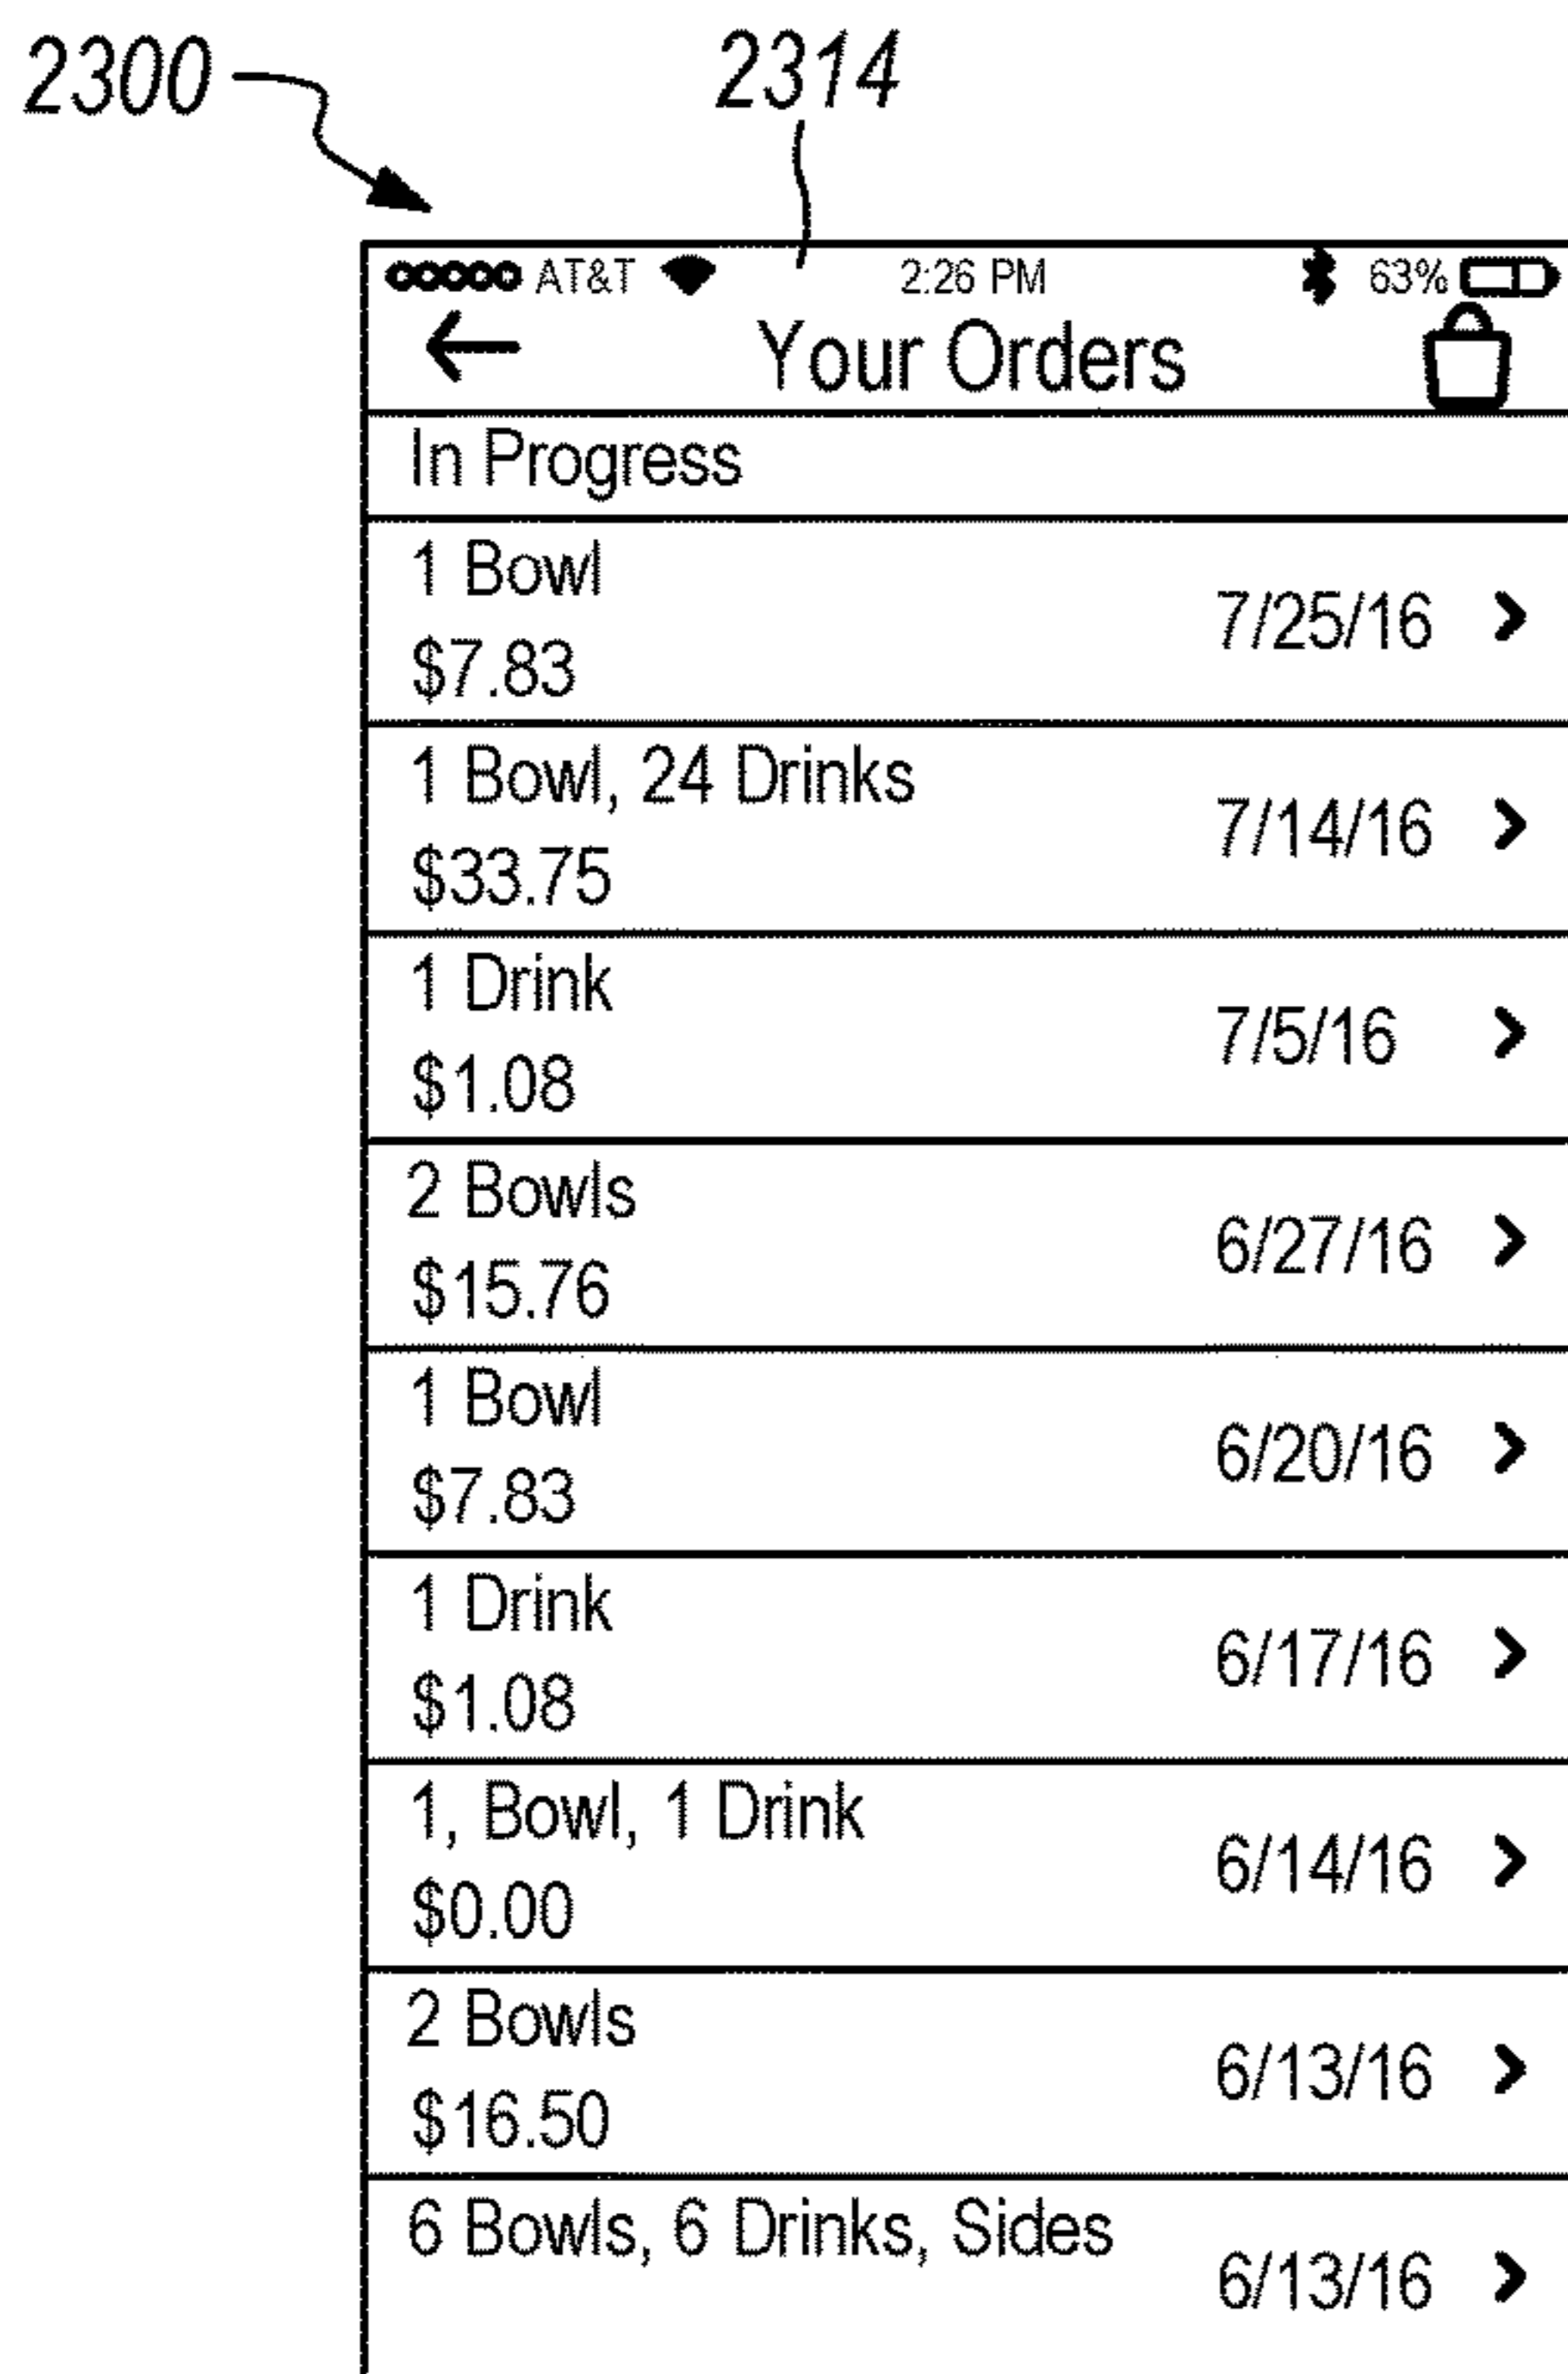 2300
2314
AT&T 2:26 PM 63%
Your Orders
In Progress
1 Bowl
7/25/16
$7.83
1 Bowl, 24 Drinks
7/14/16
$33.75
1 Drink
7/5/16
$1.08
2 Bowls
6/27/16
$15.76
1 Bowl
6/20/16
$7.83
1 Drink
6/17/16
$1.08
1, Bowl, 1 Drink
6/14/16
$0.00
2 Bowls
6/13/16
$16.50
6 Bowls, 6 Drinks, Sides
6/13/16